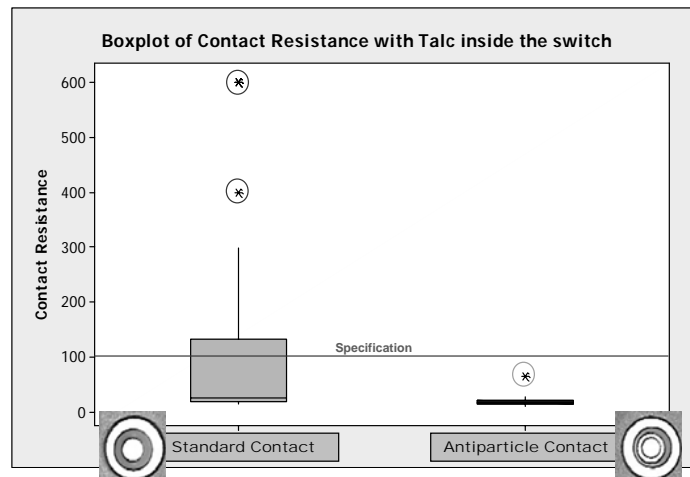 Boxplot of Contact Resistance with Talc inside the switch
600
500
400
300
200
100
0
Contact Resistance
Specification
Standard Contact
Antiparticle Contact